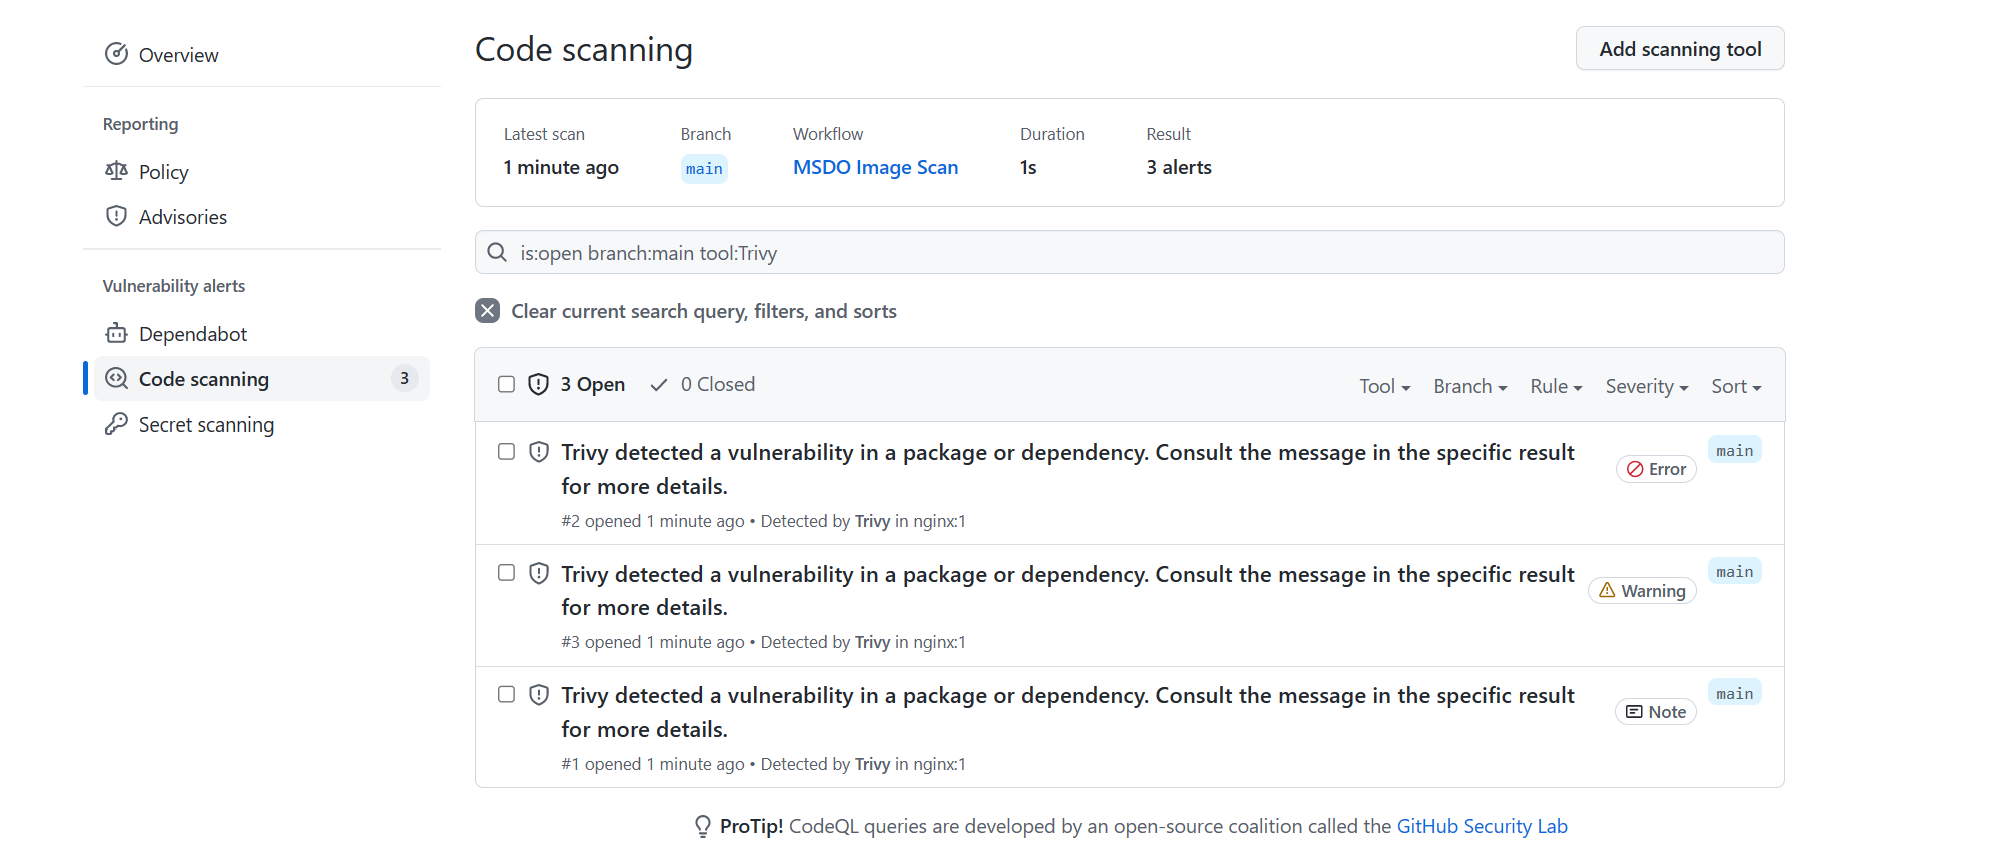 Overview
Reporting
Policy
Advisories
Vulnerability alerts
Dependabot
Code scanning 3
Secret scanning
Code scanning
Add scanning tool
Latest scan Branch Workflow Duration Result
1 minute ago main MSDO Image Scan 1s 3 alerts
is:open branch:main tool:Trivy
Clear current search query, filters, and sorts
3 Open 0 Closed Tool Branch Rule Severity Sort
Trivy detected a vulnerability in a package or dependency. Consult the message in the specific result
for more details.
Error main
#2 opened 1 minute ago • Detected by Trivy in nginx:1
Trivy detected a vulnerability in a package or dependency. Consult the message in the specific result
for more details.
Warning main
#3 opened 1 minute ago • Detected by Trivy in nginx:1
Trivy detected a vulnerability in a package or dependency. Consult the message in the specific result
for more details.
Note main
#1 opened 1 minute ago • Detected by Trivy in nginx:1
ProTip! CodeQL queries are developed by an open-source coalition called the GitHub Security Lab